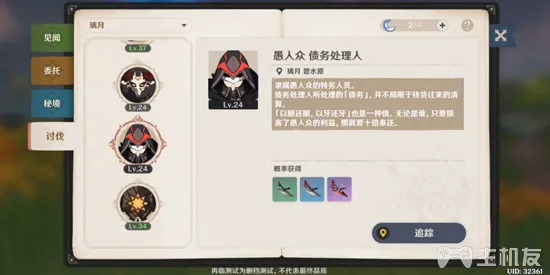 见闻
委托
秘境
讨伐
璃月
Lv.37
Lv.24
Lv.24
Lv.34
2/4
愚人众 债务处理人
璃月 碧水原
Lv.24
隶属愚人众的特务人员。
债务处理人所处理的「债务」,并不局限于钱货往来的清
算。
「以眼还眼,以牙还牙」也是一种债。无论是谁,只要损
害了愚人众的利益,那就要十倍奉还。
概率获得
追踪
再临测试为删档测试,不代表最终品质
主机友
UID: 32361